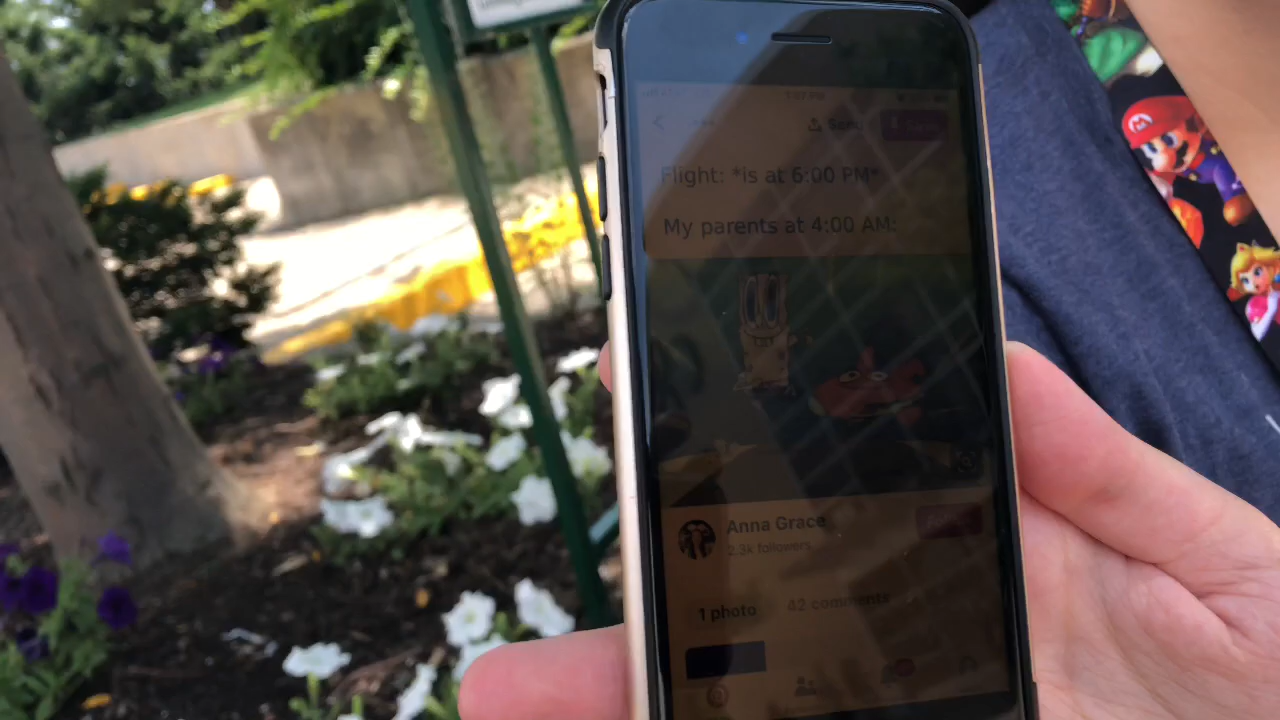 Send
Flight: *is at 6:00 PM*
My parents at 4:00 AM:
Anna Grace
2.3k followers
1 photo
42 comments